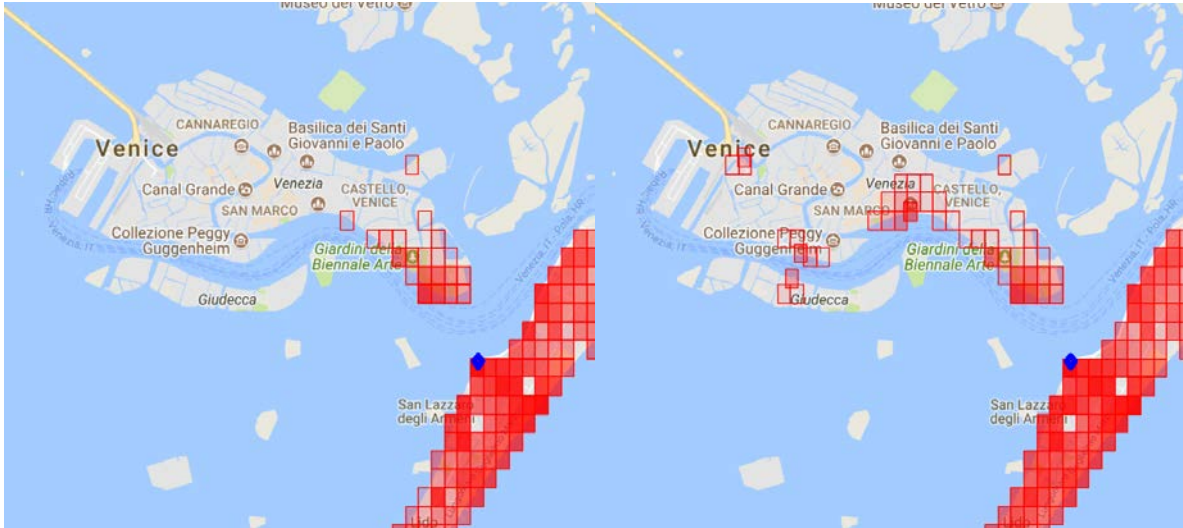 Museo del Vetro
CANNAREGIO
Basilica dei Santi
Giovanni e Paolo
Venice
Canal Grande
Venezia
CASTELLO,
VENICE
SAN MARCO
Collezione Peggy
Guggenheim
Giardini della
Biennale Arte
Giudecca
San Lazzaro
degli Armeni
Lido
Museo del Vetro
CANNAREGIO
Basilica dei Santi
Giovanni e Paolo
Venice
Canal Grande
Venezia
CASTELLO,
VENICE
SAN MARCO
Collezione Peggy
Guggenheim
Giardini della
Biennale Arte
Giudecca
San Lazzaro
degli Armeni
Lido